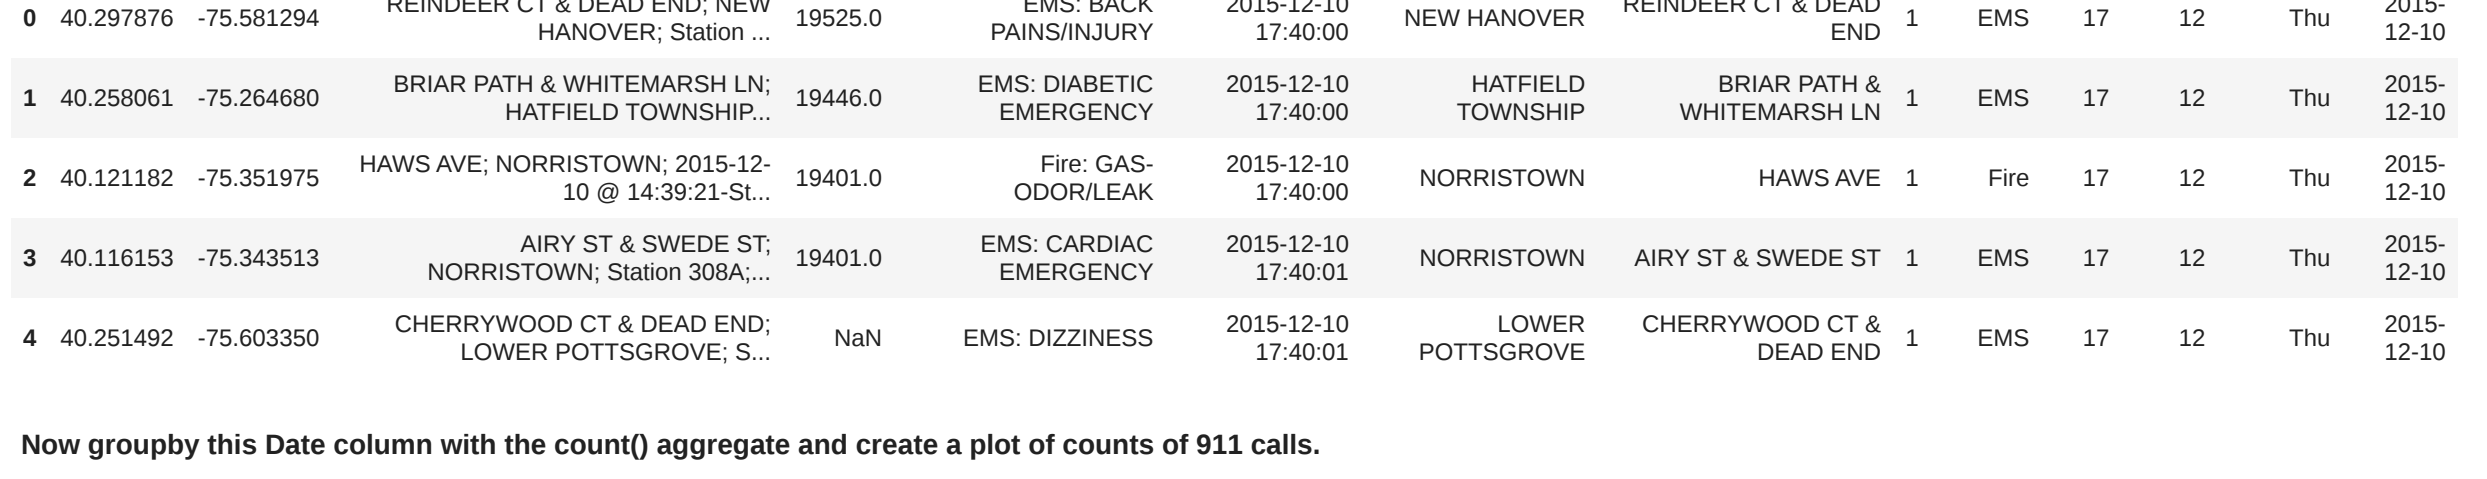 REINDEER CT & DEAD END; NEW EMS: BACK 2015-12-10 REINDEER CT & DEAD 2015-
0 40.297876 -75.581294 19525.0 NEW HANOVER 1 EMS 17 12 Thu
HANOVER; Station ... PAINS/INJURY 17:40:00 END 12-10
BRIAR PATH & WHITEMARSH LN; EMS: DIABETIC 2015-12-10 HATFIELD BRIAR PATH & 2015-
1 40.258061 -75.264680 19446.0 1 EMS 17 12 Thu
HATFIELD TOWNSHIP... EMERGENCY 17:40:00 TOWNSHIP WHITEMARSH LN 12-10
HAWS AVE; NORRISTOWN; 2015-12- Fire: GAS- 2015-12-10 2015-
2 40.121182 -75.351975 19401.0 NORRISTOWN HAWS AVE 1 Fire 17 12 Thu
10 @ 14:39:21-St... ODOR/LEAK 17:40:00 12-10
AIRY ST & SWEDE ST; EMS: CARDIAC 2015-12-10 2015-
3 40.116153 -75.343513 19401.0 NORRISTOWN AIRY ST & SWEDE ST 1 EMS 17 12 Thu
NORRISTOWN; Station 308A;... EMERGENCY 17:40:01 12-10
CHERRYWOOD CT & DEAD END; 2015-12-10 LOWER CHERRYWOOD CT & 2015-
4 40.251492 -75.603350 NaN EMS: DIZZINESS 1 EMS 17 12 Thu
LOWER POTTSGROVE; S... 17:40:01 POTTSGROVE DEAD END 12-10
Now groupby this Date column with the count() aggregate and create a plot of counts of 911 calls.